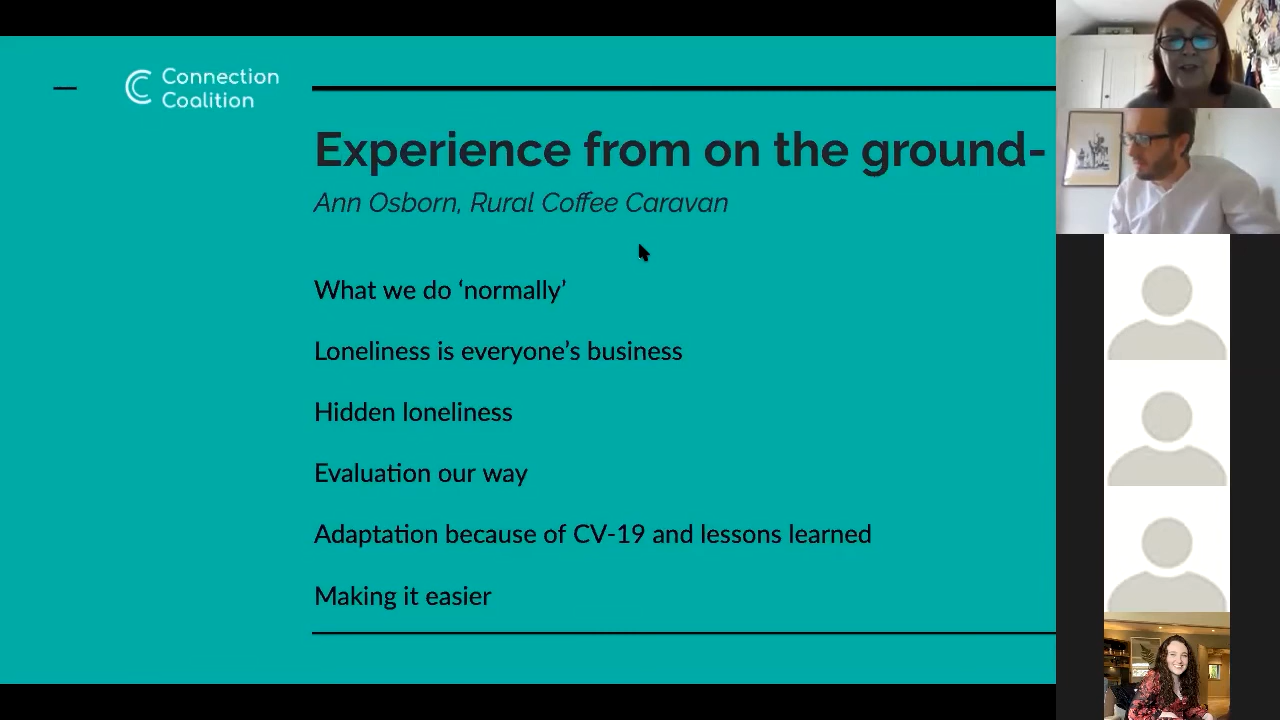 Connection
Coalition
Experience from on the ground-
Ann Osborn, Rural Coffee Caravan
What we do ‘normally’
Loneliness is everyone’s business
Hidden loneliness
Evaluation our way
Adaptation because of CV-19 and lessons learned
Making it easier